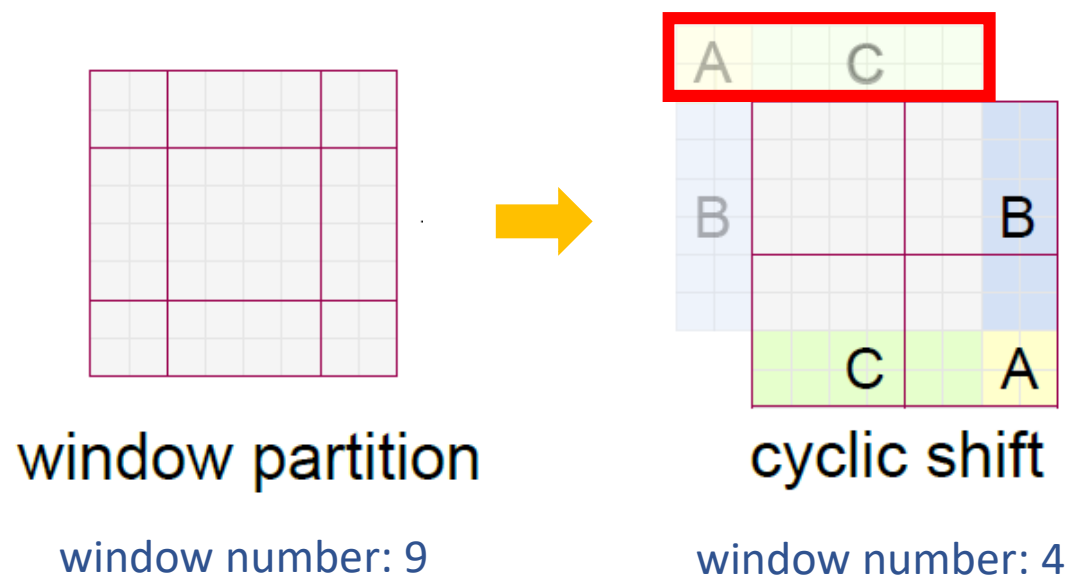 A C
B B
C A
window partition
cyclic shift
window number: 9
window number: 4